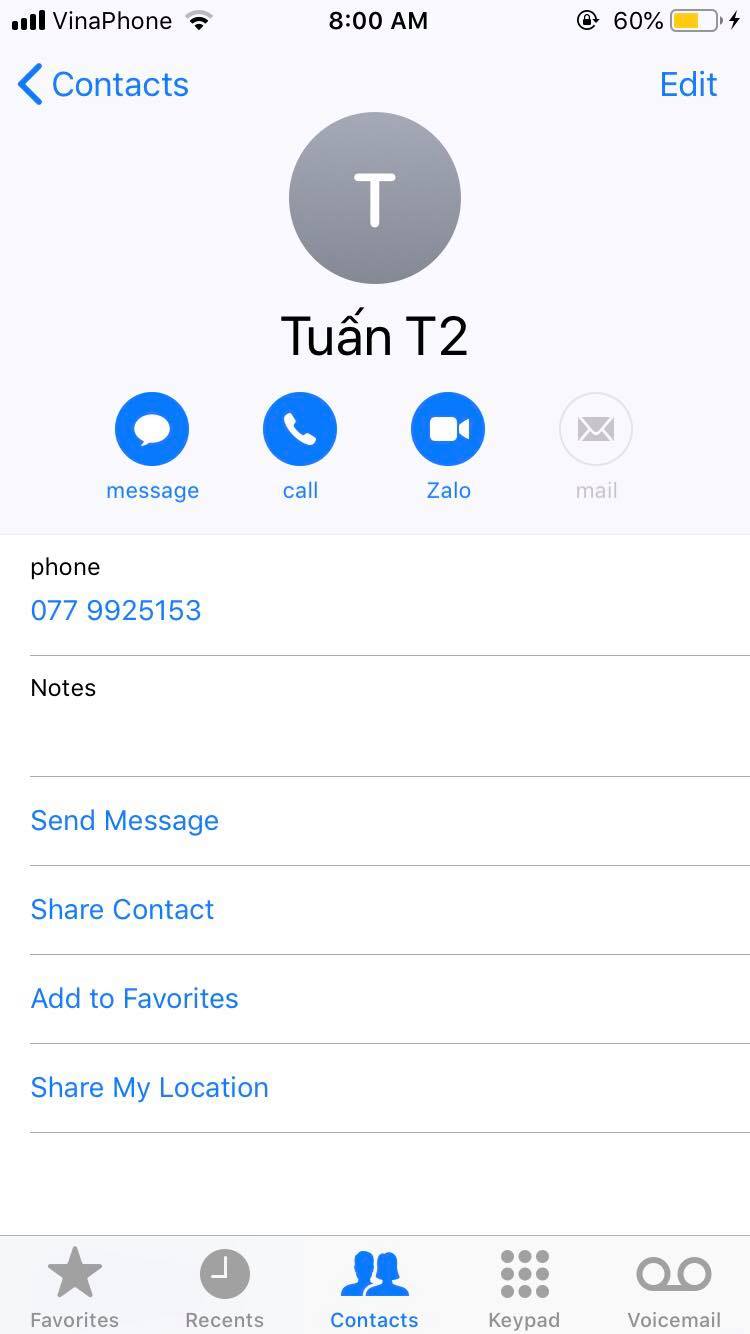 VinaPhone 8:00 AM 60%
Contacts Edit
T
Tuấn T2
message call Zalo mail
phone
077 9925153
Notes
Send Message
Share Contact
Add to Favorites
Share My Location
Favorites Recents Contacts Keypad Voicemail